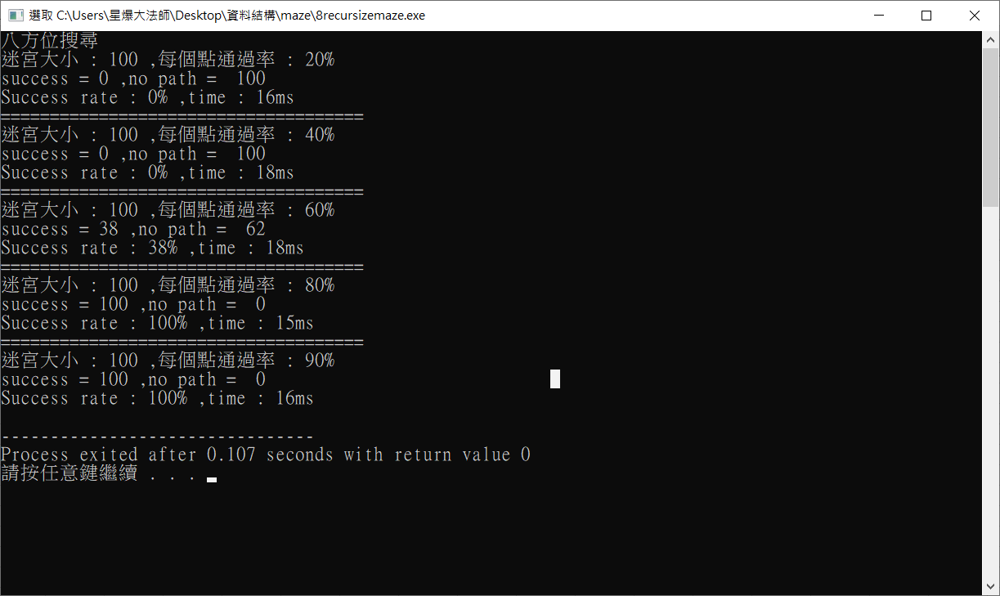 選取 C:\Users\星爆大法師\Desktop\資料結構\maze\8recursizemaze.exe
八方位搜尋
迷宮大小 : 100 ,每個點通過率 : 20%
success = 0 ,no path =  100
Success rate : 0% ,time : 16ms
=====================================
迷宮大小 : 100 ,每個點通過率 : 40%
success = 0 ,no path =  100
Success rate : 0% ,time : 18ms
=====================================
迷宮大小 : 100 ,每個點通過率 : 60%
success = 38 ,no path =  62
Success rate : 38% ,time : 18ms
=====================================
迷宮大小 : 100 ,每個點通過率 : 80%
success = 100 ,no path =  0
Success rate : 100% ,time : 15ms
=====================================
迷宮大小 : 100 ,每個點通過率 : 90%
success = 100 ,no path =  0
Success rate : 100% ,time : 16ms
--------------------------------
Process exited after 0.107 seconds with return value 0
請按任意鍵繼續 . . .